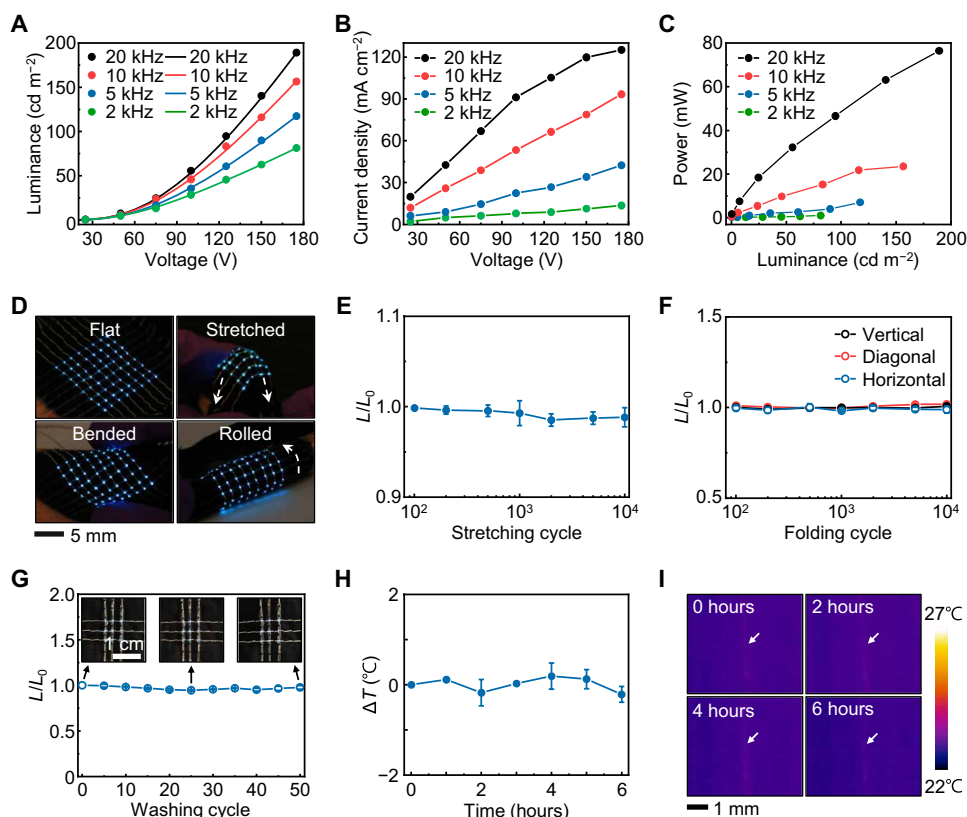 A
Luminance (cd m⁻²)
200
150
100
50
0
20 kHz
20 kHz
10 kHz
10 kHz
5 kHz
5 kHz
2 kHz
2 kHz
30 60 90 120 150 180
Voltage (V)
B
Current density (mA cm⁻²)
120
90
60
30
0
20 kHz
10 kHz
5 kHz
2 kHz
30 60 90 120 150 180
Voltage (V)
C
Power (mW)
80
60
40
20
0
20 kHz
10 kHz
5 kHz
2 kHz
0 50 100 150 200
Luminance (cd m⁻²)
D
Flat
Stretched
Bended
Rolled
5 mm
E
L/L₀
1.1
1.0
0.9
10² 10³ 10⁴
Stretching cycle
F
L/L₀
1.5
1.0
0.5
Vertical
Diagonal
Horizontal
10² 10³ 10⁴
Folding cycle
G
L/L₀
2.0
1.5
1.0
0.5
0
1 cm
0 10 20 30 40 50
Washing cycle
H
ΔT (℃)
2
0
−2
0 2 4 6
Time (hours)
I
0 hours
2 hours
4 hours
6 hours
27℃
22℃
1 mm